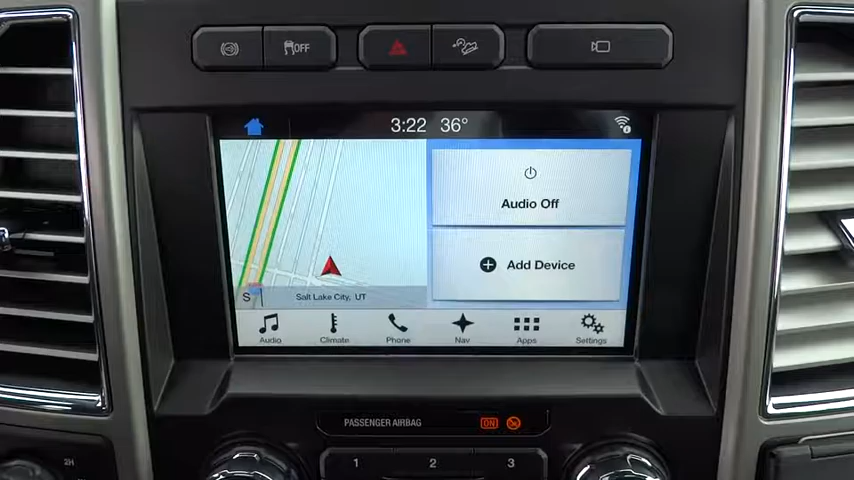 OFF
3:22 36°
Audio Off
Add Device
S
Salt Lake City, UT
Audio Climate Phone Nav Apps Settings
PASSENGER AIRBAG ON
2H
1 2 3